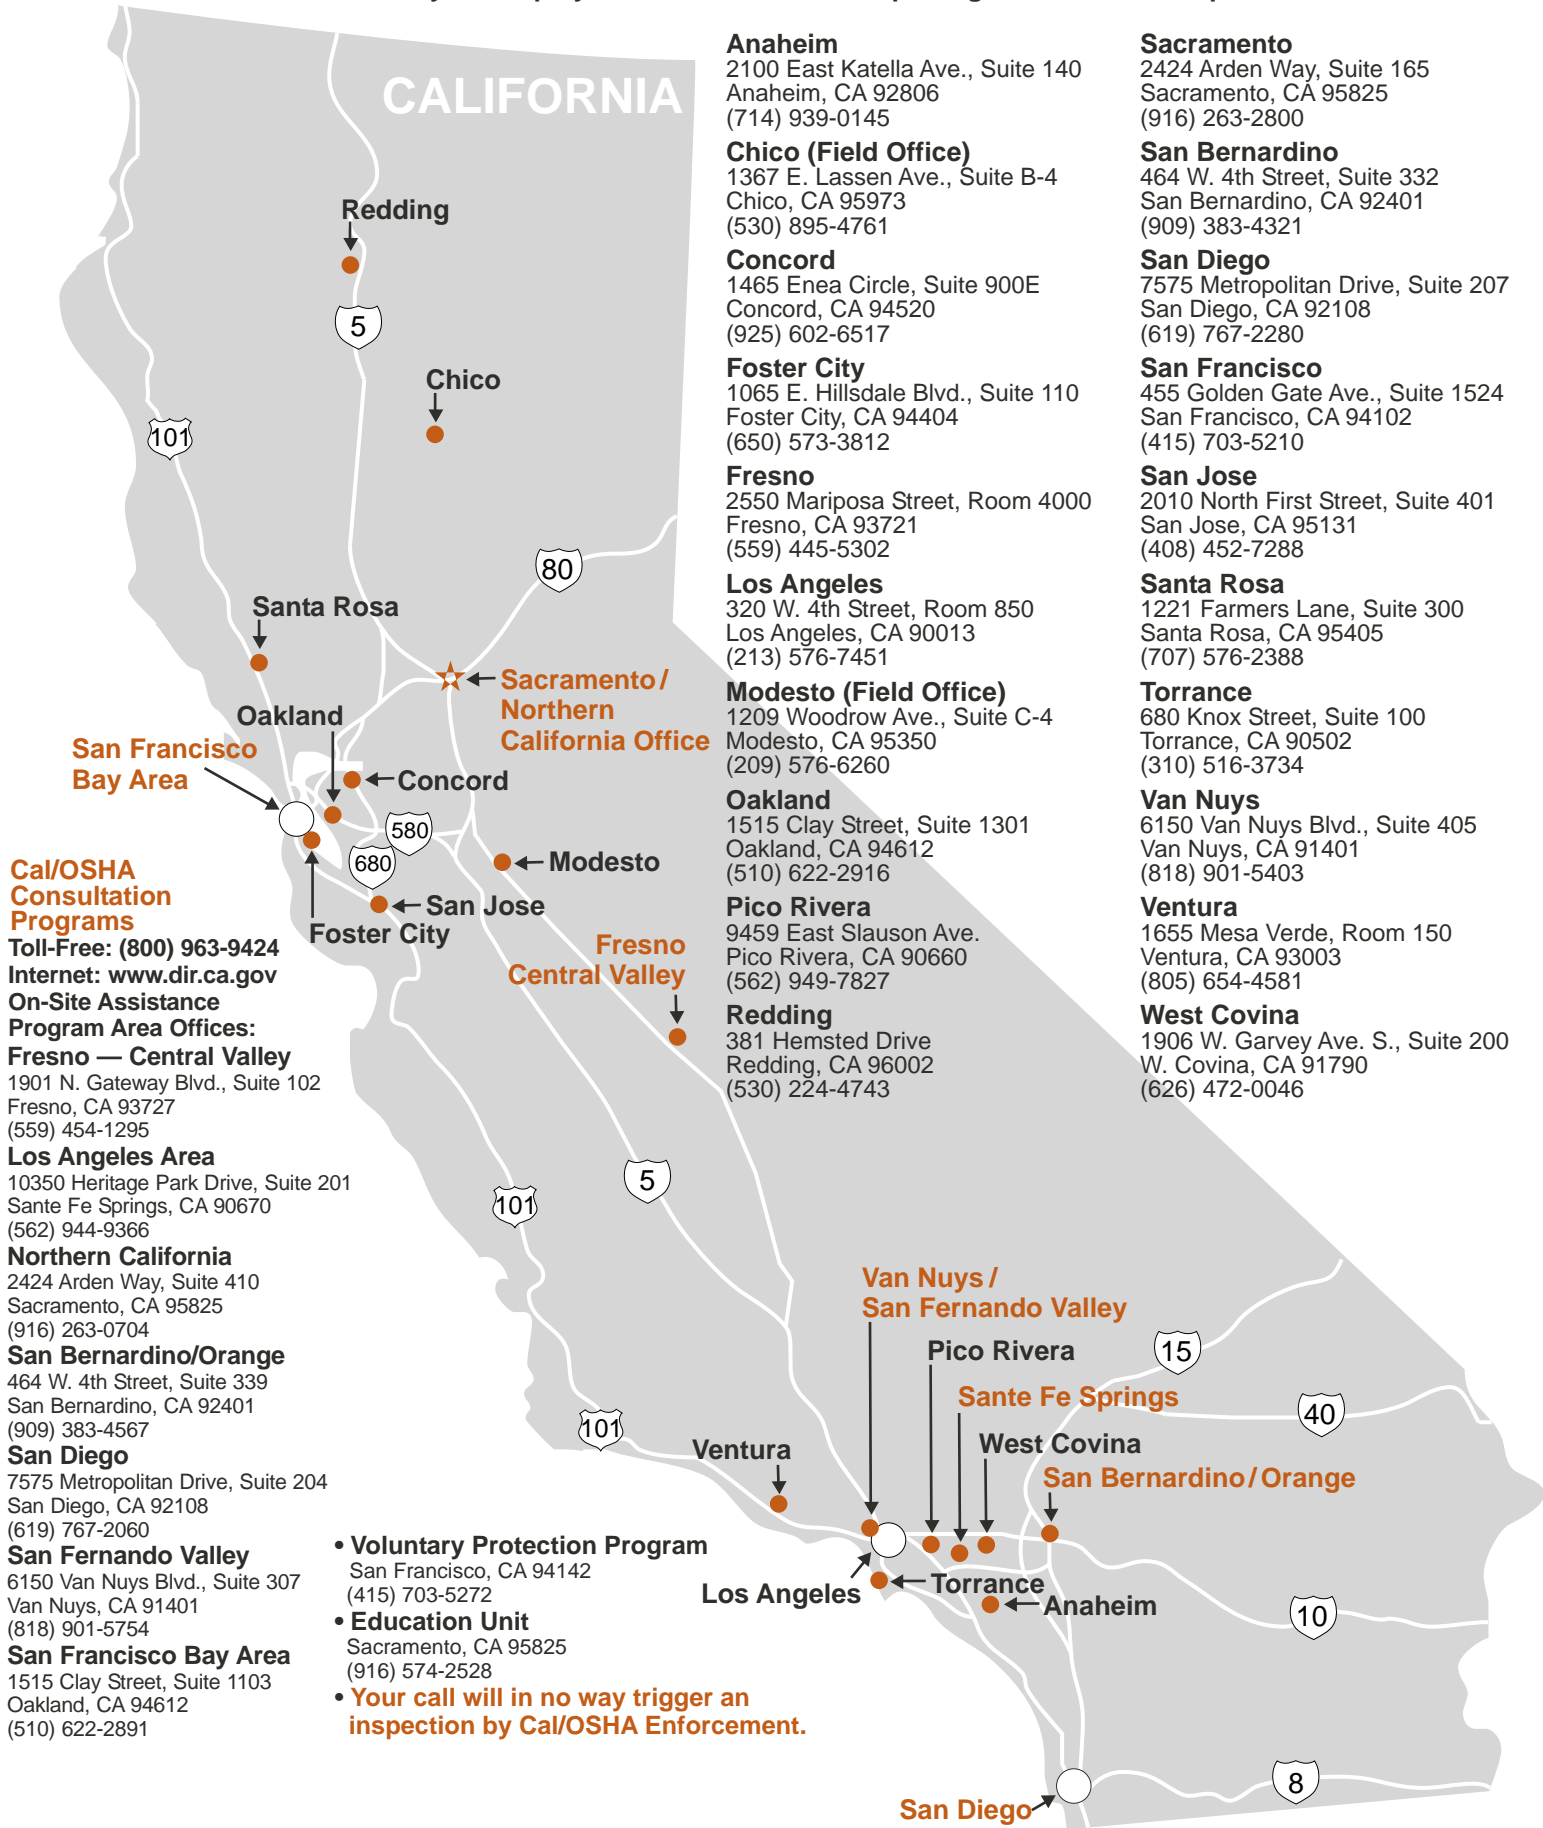 CALIFORNIA
Redding
5
Chico
101
80
Santa Rosa
Sacramento/
Northern
California Office
Oakland
San Francisco
Bay Area
Concord
580
680
Modesto
San Jose
Foster City
Fresno
Central Valley
5
101
101
Van Nuys/
San Fernando Valley
Pico Rivera
15
Sante Fe Springs
40
West Covina
Ventura
San Bernardino/Orange
Los Angeles
Torrance
Anaheim
10
8
San Diego
Anaheim
2100 East Katella Ave., Suite 140
Anaheim, CA 92806
(714) 939-0145
Chico (Field Office)
1367 E. Lassen Ave., Suite B-4
Chico, CA 95973
(530) 895-4761
Concord
1465 Enea Circle, Suite 900E
Concord, CA 94520
(925) 602-6517
Foster City
1065 E. Hillsdale Blvd., Suite 110
Foster City, CA 94404
(650) 573-3812
Fresno
2550 Mariposa Street, Room 4000
Fresno, CA 93721
(559) 445-5302
Los Angeles
320 W. 4th Street, Room 850
Los Angeles, CA 90013
(213) 576-7451
Modesto (Field Office)
1209 Woodrow Ave., Suite C-4
Modesto, CA 95350
(209) 576-6260
Oakland
1515 Clay Street, Suite 1301
Oakland, CA 94612
(510) 622-2916
Pico Rivera
9459 East Slauson Ave.
Pico Rivera, CA 90660
(562) 949-7827
Redding
381 Hemsted Drive
Redding, CA 96002
(530) 224-4743
Sacramento
2424 Arden Way, Suite 165
Sacramento, CA 95825
(916) 263-2800
San Bernardino
464 W. 4th Street, Suite 332
San Bernardino, CA 92401
(909) 383-4321
San Diego
7575 Metropolitan Drive, Suite 207
San Diego, CA 92108
(619) 767-2280
San Francisco
455 Golden Gate Ave., Suite 1524
San Francisco, CA 94102
(415) 703-5210
San Jose
2010 North First Street, Suite 401
San Jose, CA 95131
(408) 452-7288
Santa Rosa
1221 Farmers Lane, Suite 300
Santa Rosa, CA 95405
(707) 576-2388
Torrance
680 Knox Street, Suite 100
Torrance, CA 90502
(310) 516-3734
Van Nuys
6150 Van Nuys Blvd., Suite 405
Van Nuys, CA 91401
(818) 901-5403
Ventura
1655 Mesa Verde, Room 150
Ventura, CA 93003
(805) 654-4581
West Covina
1906 W. Garvey Ave. S., Suite 200
W. Covina, CA 91790
(626) 472-0046
Cal/OSHA
Consultation
Programs
Toll-Free: (800) 963-9424
Internet: www.dir.ca.gov
On-Site Assistance
Program Area Offices:
Fresno — Central Valley
1901 N. Gateway Blvd., Suite 102
Fresno, CA 93727
(559) 454-1295
Los Angeles Area
10350 Heritage Park Drive, Suite 201
Sante Fe Springs, CA 90670
(562) 944-9366
Northern California
2424 Arden Way, Suite 410
Sacramento, CA 95825
(916) 263-0704
San Bernardino/Orange
464 W. 4th Street, Suite 339
San Bernardino, CA 92401
(909) 383-4567
San Diego
7575 Metropolitan Drive, Suite 204
San Diego, CA 92108
(619) 767-2060
San Fernando Valley
6150 Van Nuys Blvd., Suite 307
Van Nuys, CA 91401
(818) 901-5754
San Francisco Bay Area
1515 Clay Street, Suite 1103
Oakland, CA 94612
(510) 622-2891
• Voluntary Protection Program
San Francisco, CA 94142
(415) 703-5272
• Education Unit
Sacramento, CA 95825
(916) 574-2528
• Your call will in no way trigger an
inspection by Cal/OSHA Enforcement.